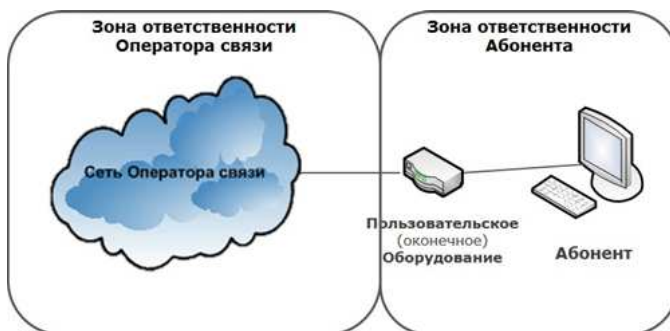 Зона ответственности
Оператора связи
Зона ответственности
Абонента
Сеть Оператора связи
Пользовательское
(оконечное)
Оборудование
Абонент